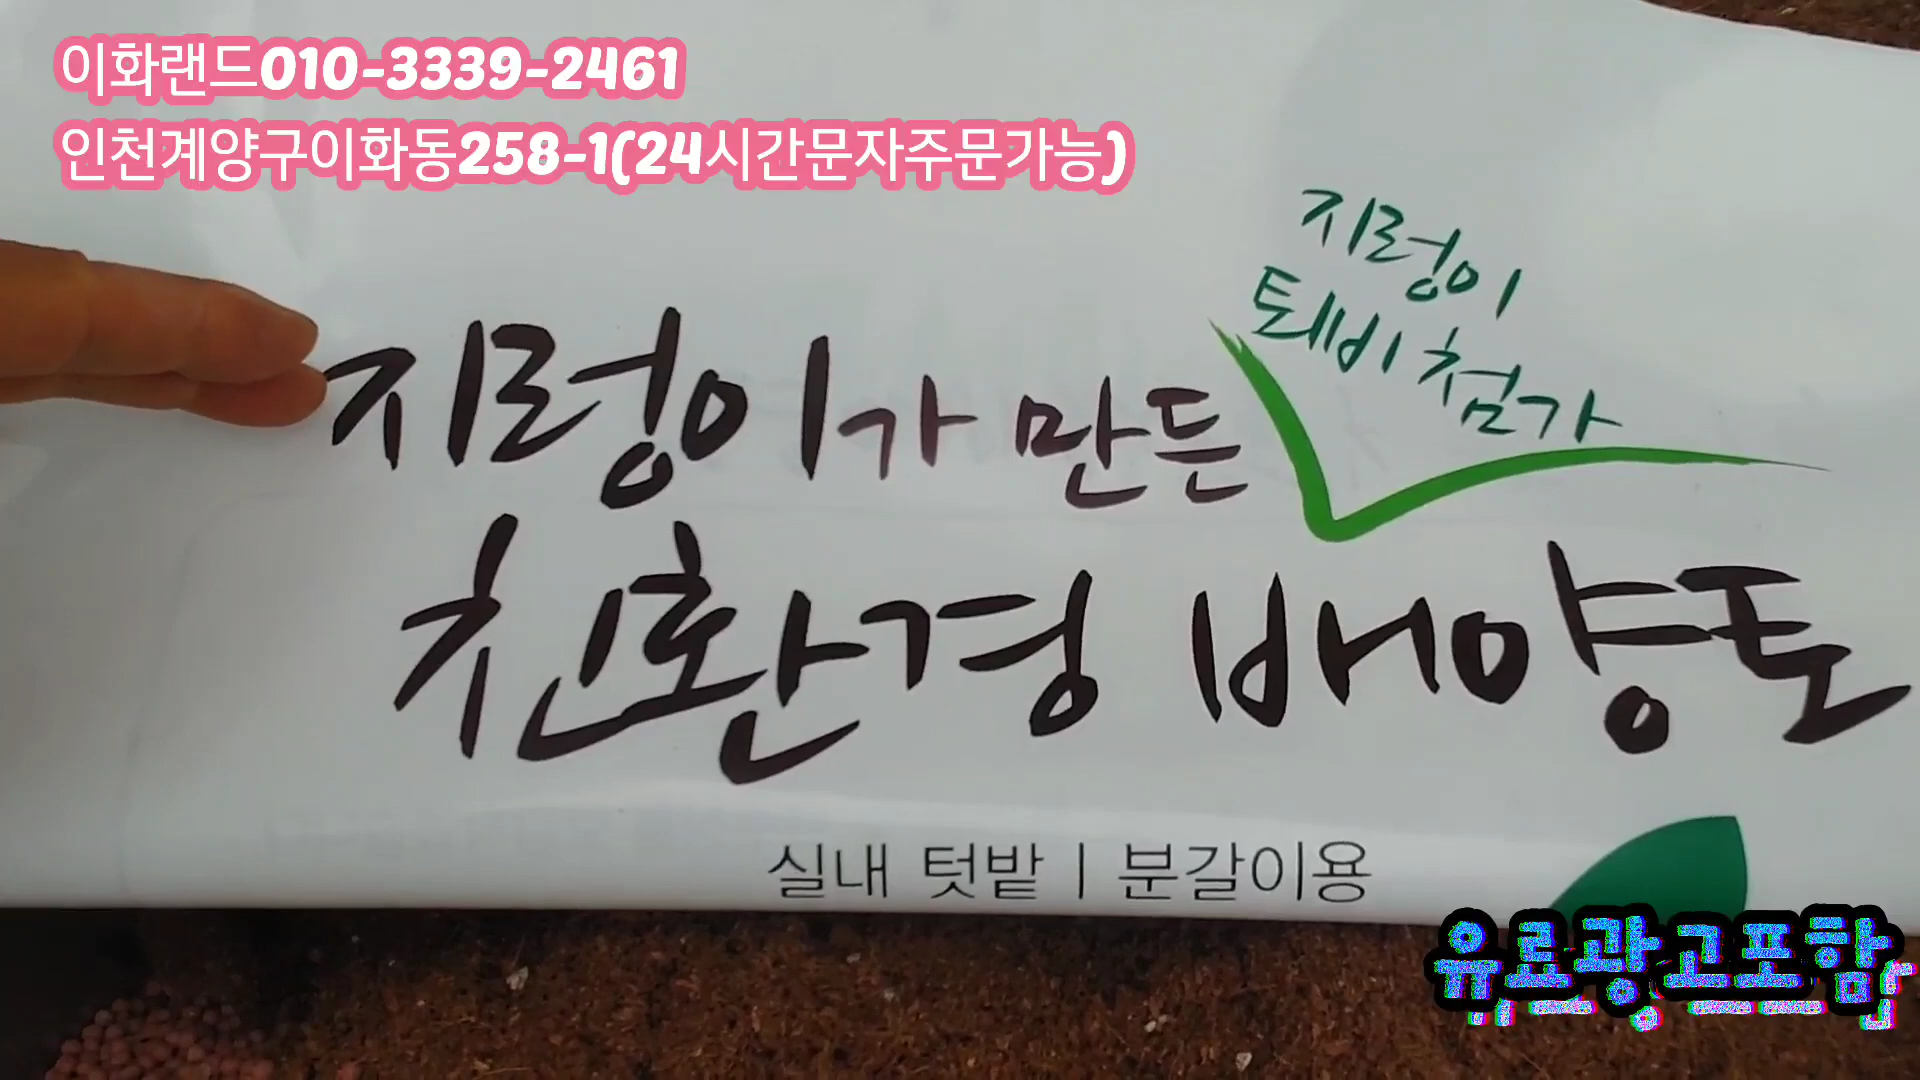 이화랜드010-3339-2461
인천계양구이화동258-1(24시간문자주문가능)
지렁이
퇴비 첨가
지렁이가 만든
친환경 배양토
실내 텃밭 | 분갈이용
유료광고포함